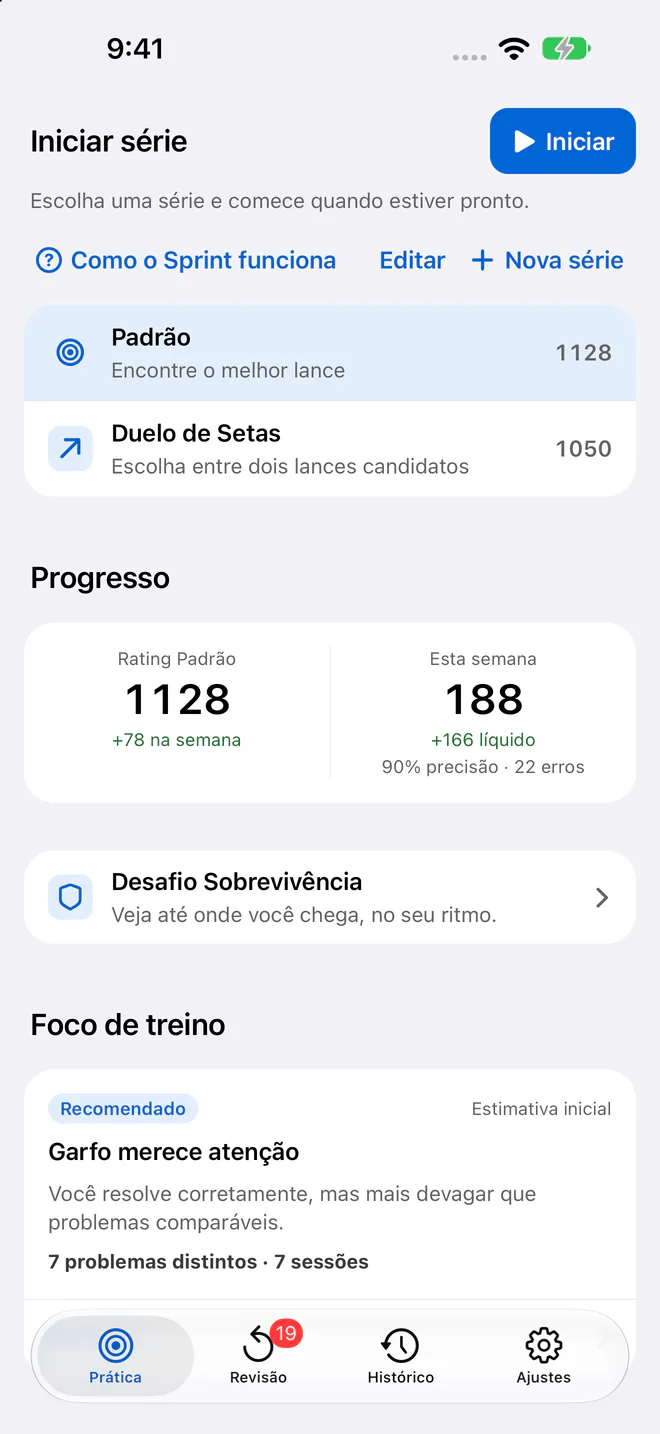 9:41
Iniciar série
Iniciar
Escolha uma série e comece quando estiver pronto.
Como o Sprint funciona
Editar
Nova série
Padrão
Encontre o melhor lance
1128
Duelo de Setas
Escolha entre dois lances candidatos
1050
Progresso
Rating Padrão
1128
+78 na semana
Esta semana
188
+166 líquido
90% precisão · 22 erros
Desafio Sobrevivência
Veja até onde você chega, no seu ritmo.
Foco de treino
Recomendado
Estimativa inicial
Garfo merece atenção
Você resolve corretamente, mas mais devagar que
problemas comparáveis.
7 problemas distintos · 7 sessões
Prática
19
Revisão
Histórico
Ajustes